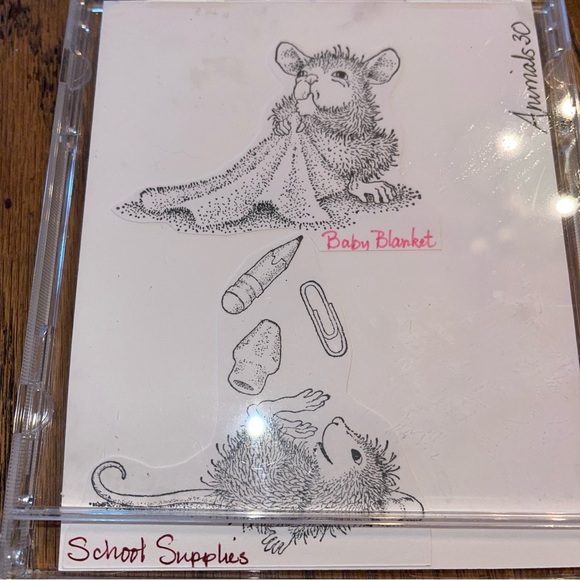 Animals 30
Baby Blanket
School Supplies